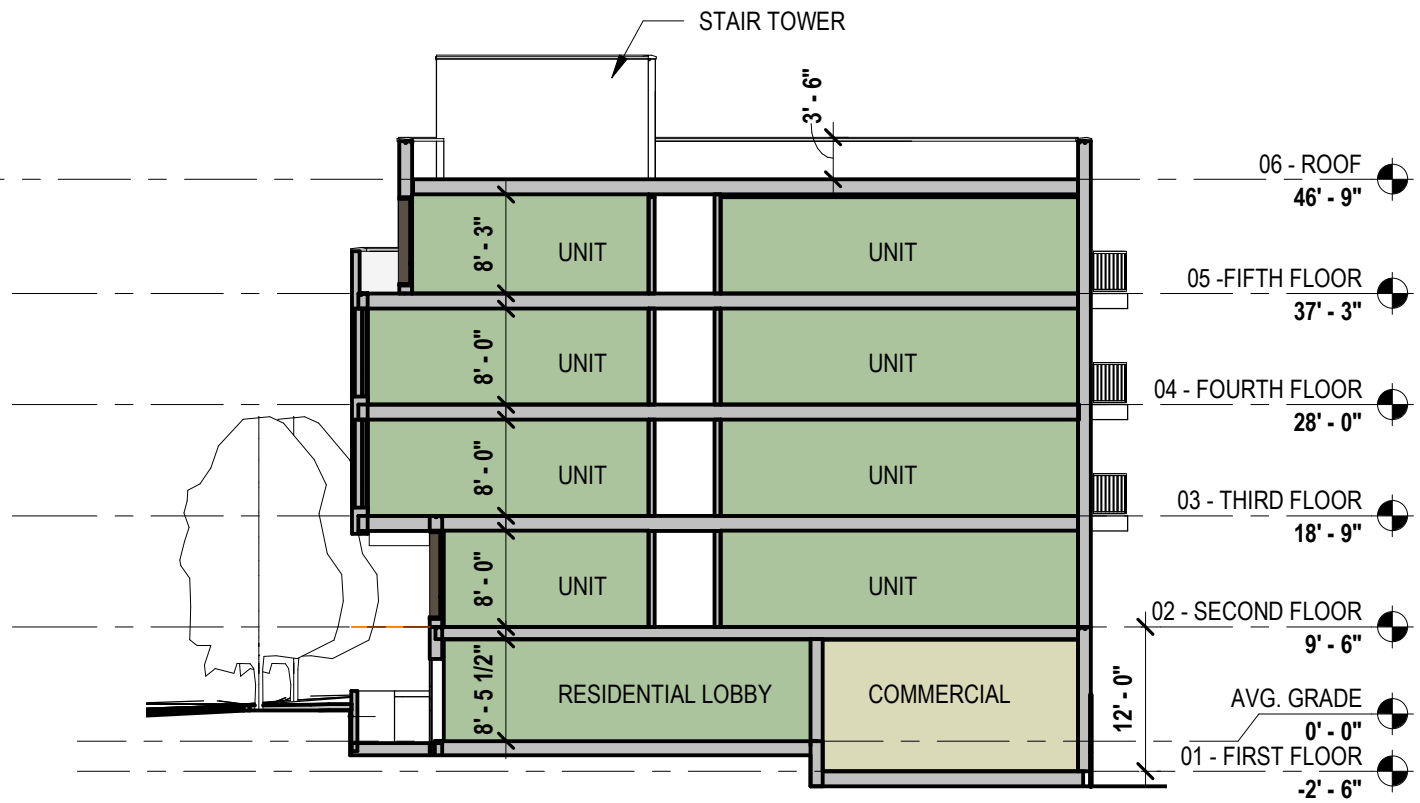 STAIR TOWER
3' - 6"
06 - ROOF
46' - 9"
8' - 3"
UNIT
UNIT
05 -FIFTH FLOOR
37' - 3"
8' - 0"
UNIT
UNIT
04 - FOURTH FLOOR
28' - 0"
8' - 0"
UNIT
UNIT
03 - THIRD FLOOR
18' - 9"
8' - 0"
UNIT
UNIT
02 - SECOND FLOOR
9' - 6"
8' - 5 1/2"
RESIDENTIAL LOBBY
COMMERCIAL
12' - 0"
AVG. GRADE
0' - 0"
01 - FIRST FLOOR
-2' - 6"